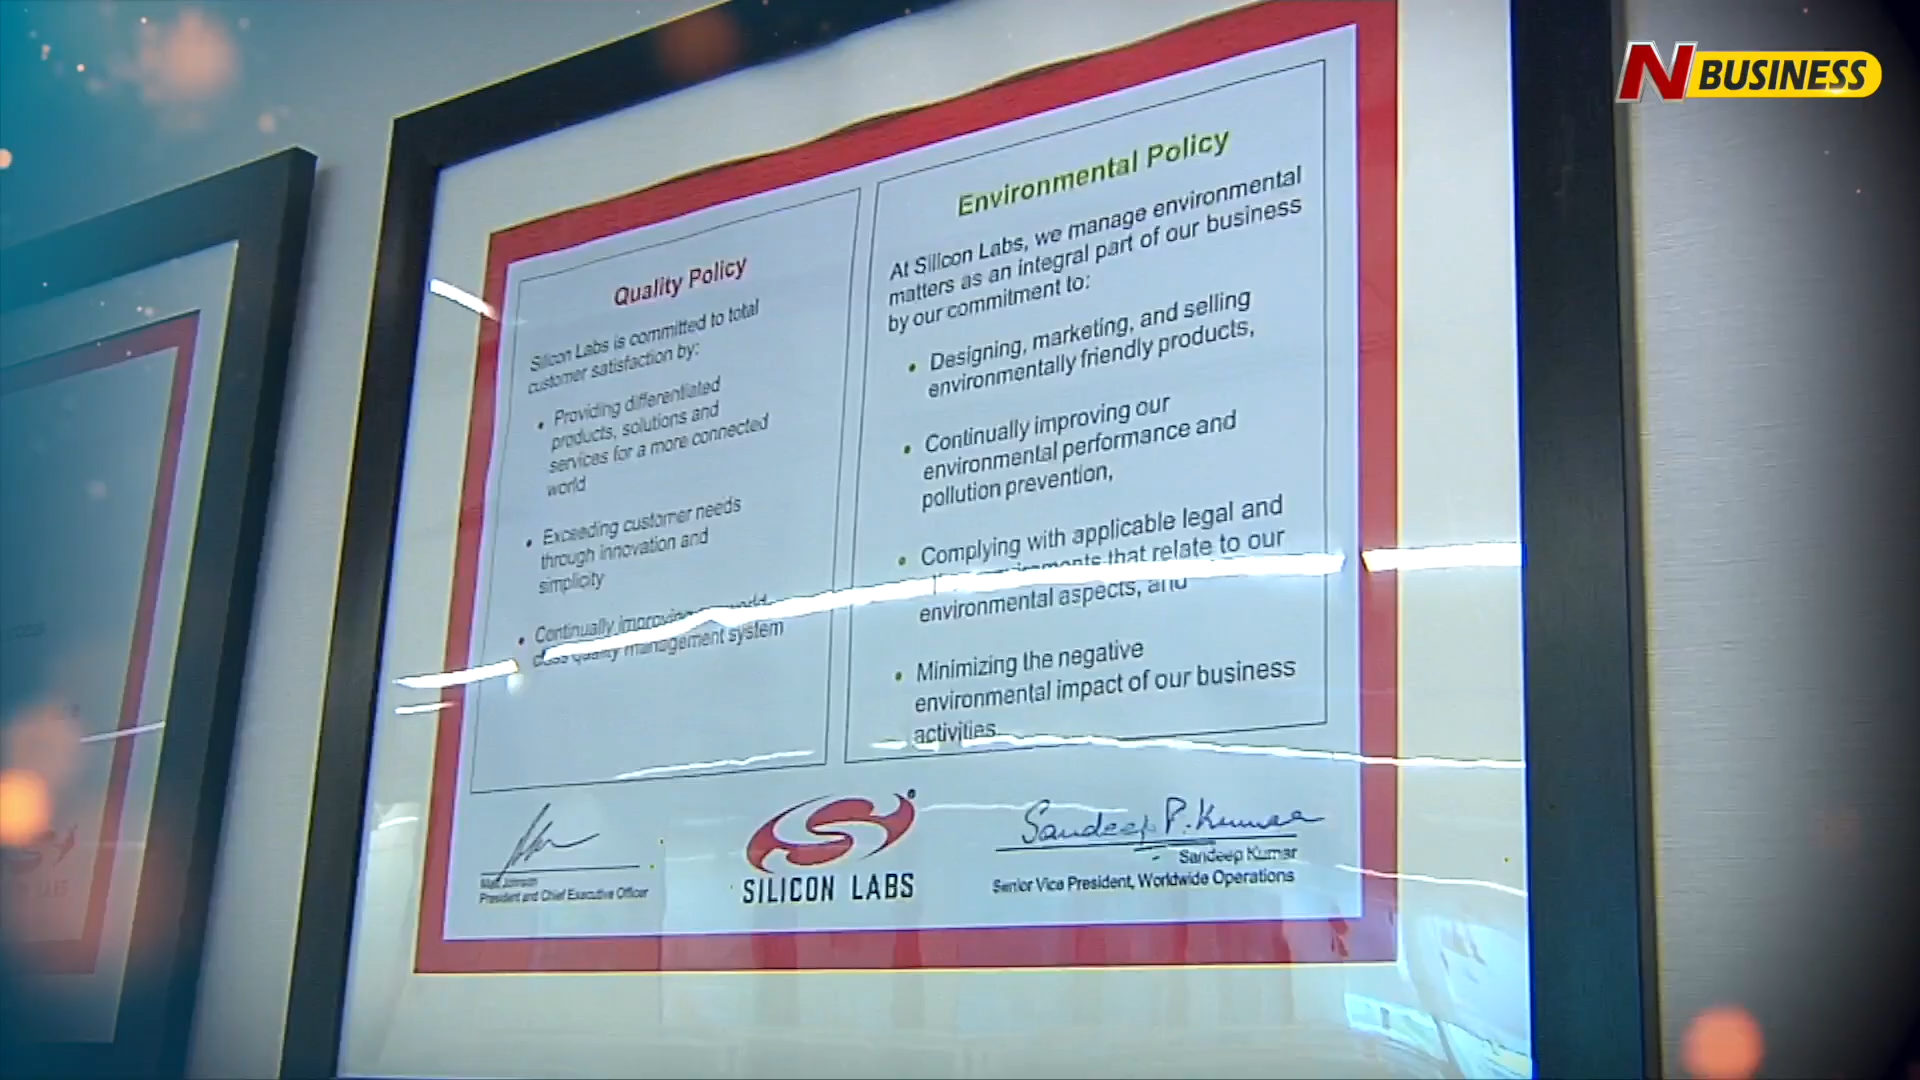 N BUSINESS
Quality Policy
Silicon Labs is committed to total
customer satisfaction by:
• Providing differentiated
products, solutions and
services for a more connected
world
• Exceeding customer needs
through innovation and
simplicity
• Continually improving
quality management system
Environmental Policy
At Silicon Labs, we manage environmental
matters as an integral part of our business
by our commitment to:
• Designing, marketing, and selling
environmentally friendly products,
• Continually improving our
environmental performance and
pollution prevention,
• Complying with applicable legal and
that relate to our
environmental aspects, and
• Minimizing the negative
environmental impact of our business
activities
President and Chief Executive Officer
SILICON LABS
Sandeep P. Kumar
Sandeep Kumar
Senior Vice President, Worldwide Operations